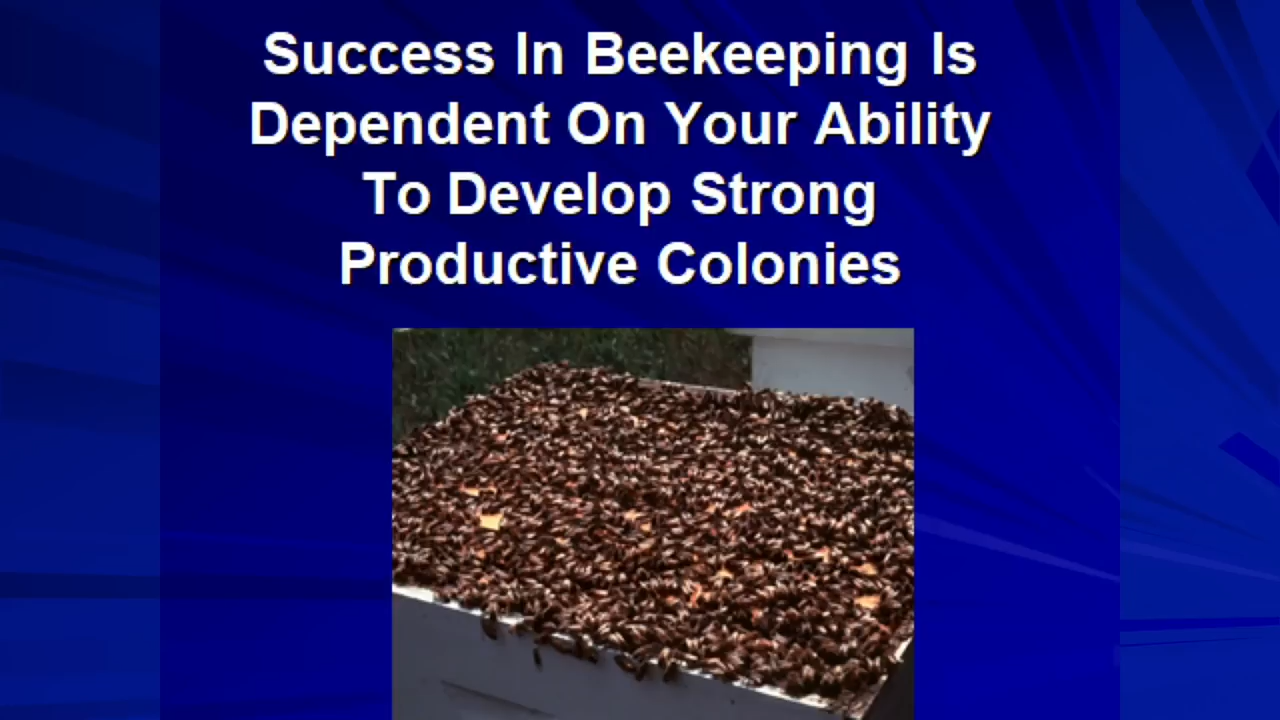 Success In Beekeeping Is
Dependent On Your Ability
To Develop Strong
Productive Colonies